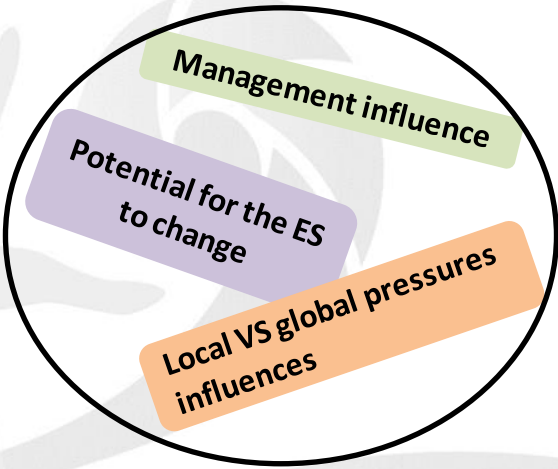 Management influence
Potential for the ES
to change
Local VS global pressures
influences